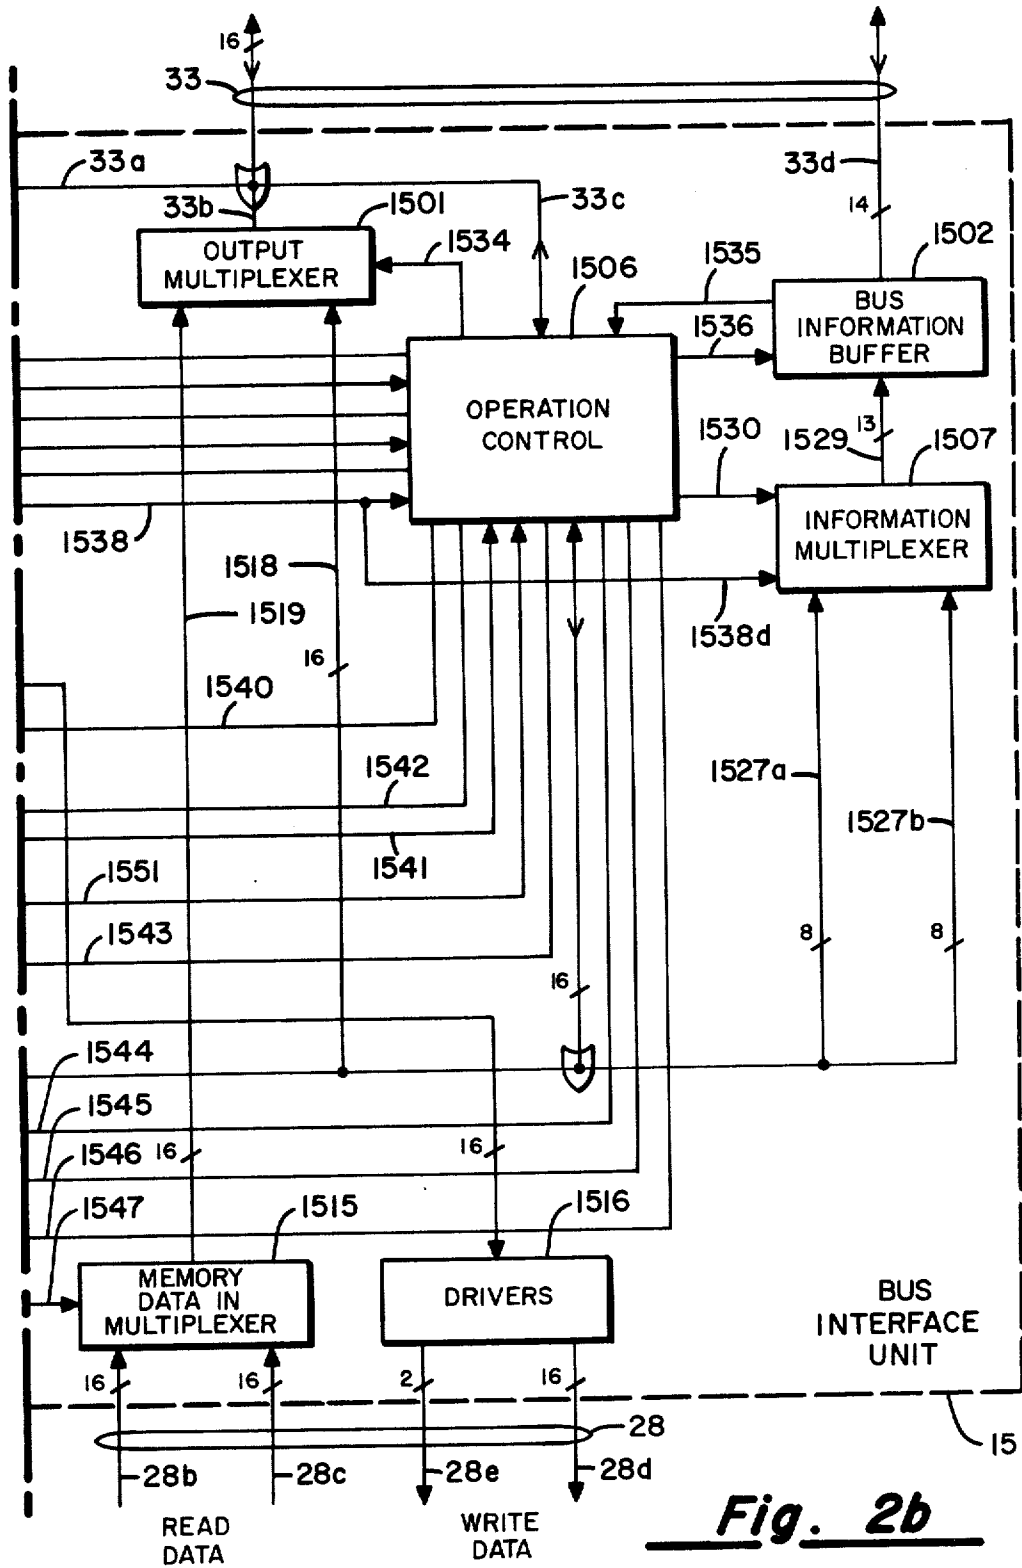 16
33
33a
33d
33b
1501
33c
14
1502
OUTPUT
MULTIPLEXER
1534
1506
1535
BUS
INFORMATION
BUFFER
1536
OPERATION
CONTROL
13
1529
1507
1530
1538
INFORMATION
MULTIPLEXER
1518
1519
1538d
16
1540
1542
1527a
1527b
1541
1551
1543
8
8
16
1544
1545
1546
16
16
1547
1515
1516
MEMORY
DATA IN
MULTIPLEXER
DRIVERS
BUS
INTERFACE
UNIT
16
16
2
16
28
15
28b
28c
28e
28d
READ
DATA
WRITE
DATA
Fig. 2b